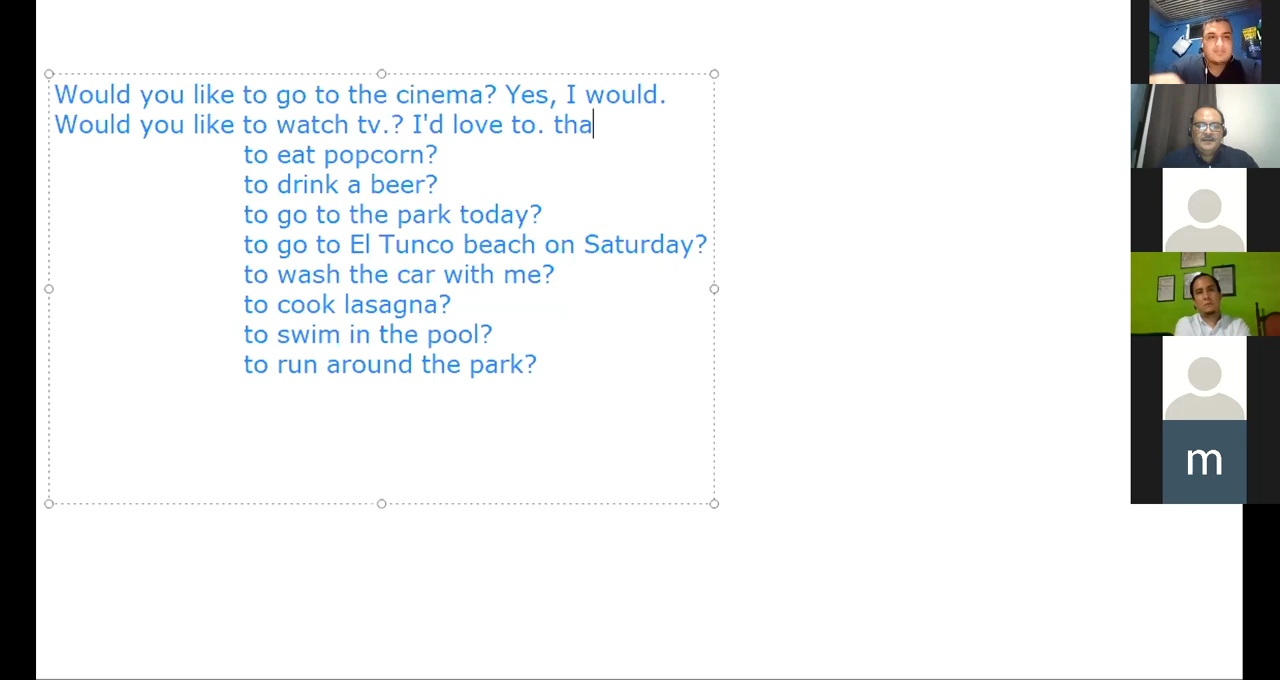 Would you like to go to the cinema? Yes, I would.
Would you like to watch tv.? I'd love to. tha
to eat popcorn?
to drink a beer?
to go to the park today?
to go to El Tunco beach on Saturday?
to wash the car with me?
to cook lasagna?
to swim in the pool?
to run around the park?
m